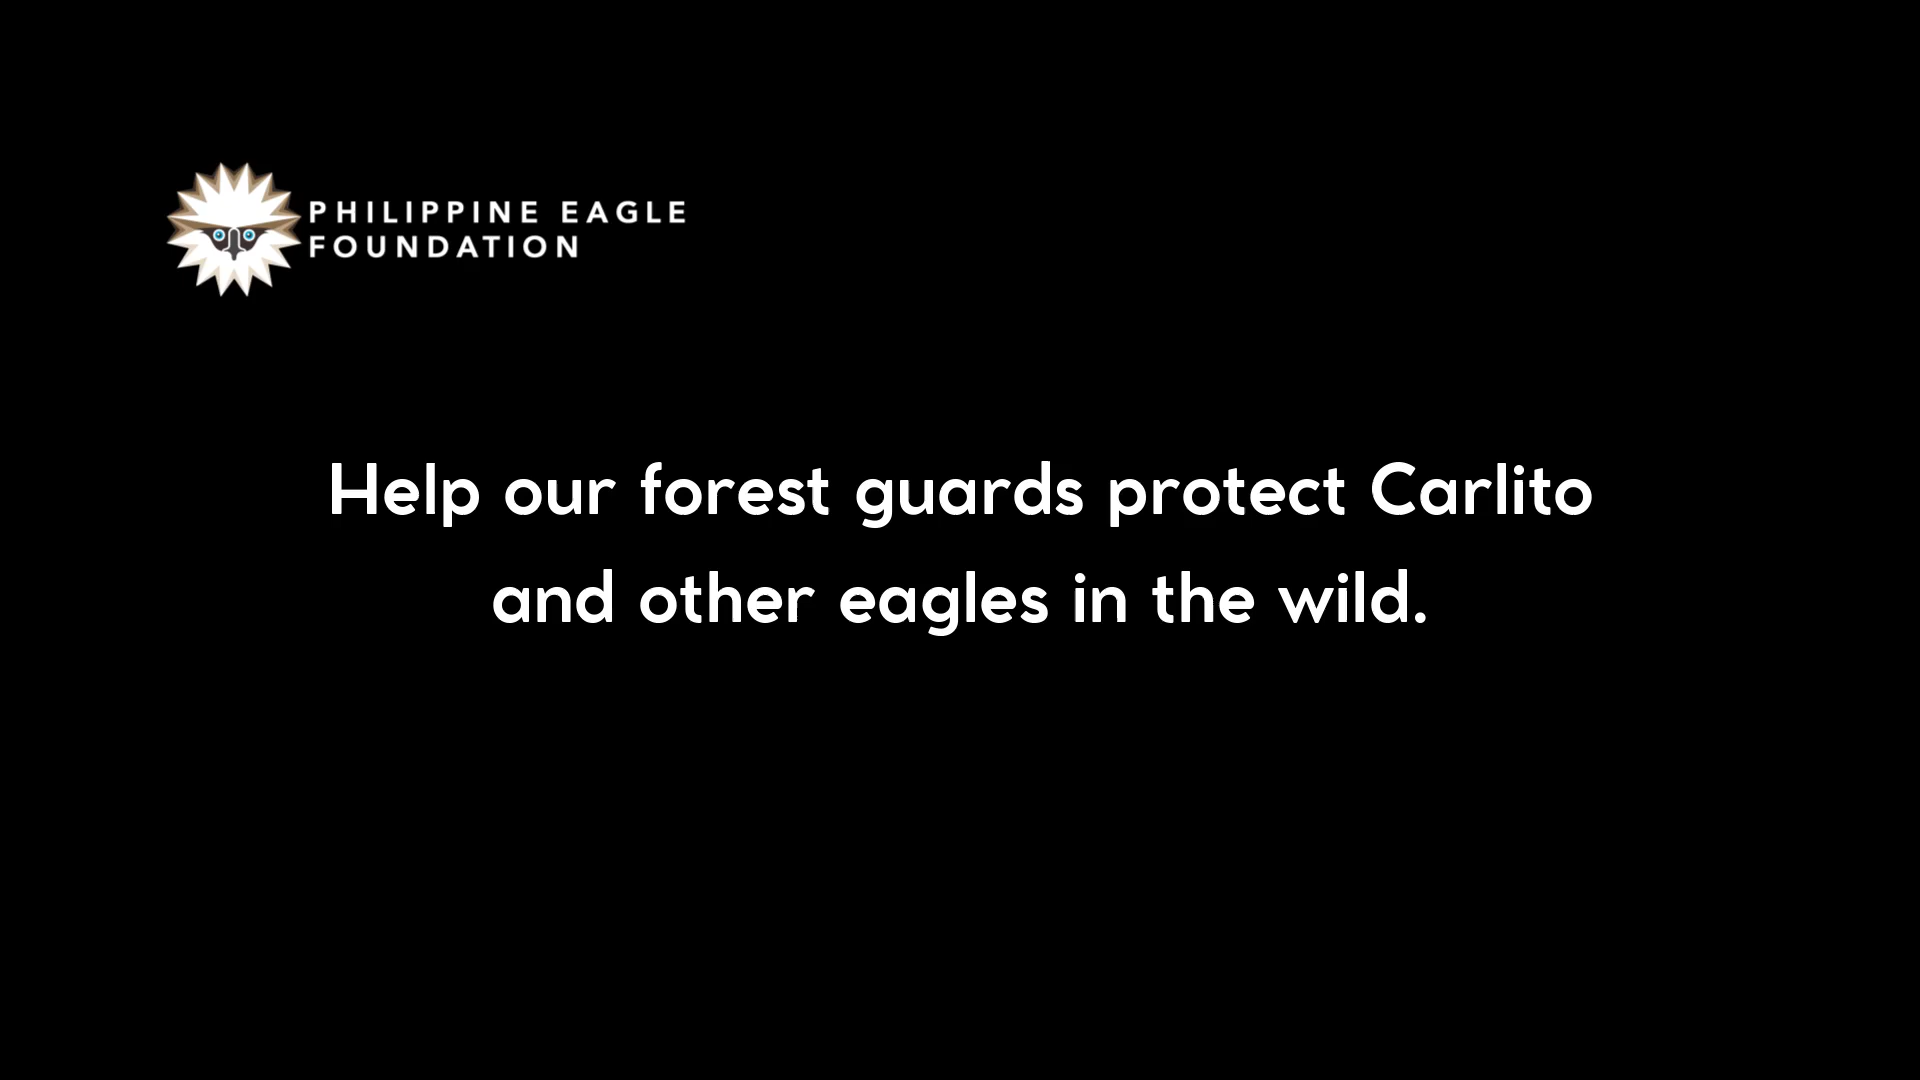 PHILIPPINE EAGLE
FOUNDATION
Help our forest guards protect Carlito
and other eagles in the wild.